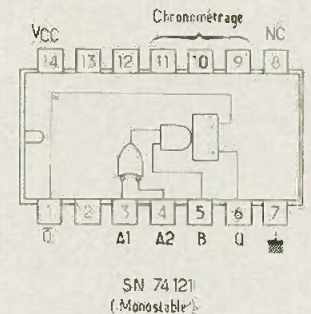 Chronométrage
VCC NC
14 13 12 11 10 9 8
1 2 3 4 5 6 7
Q̅ A1 A2 B Q
SN 74121
(Monostable)